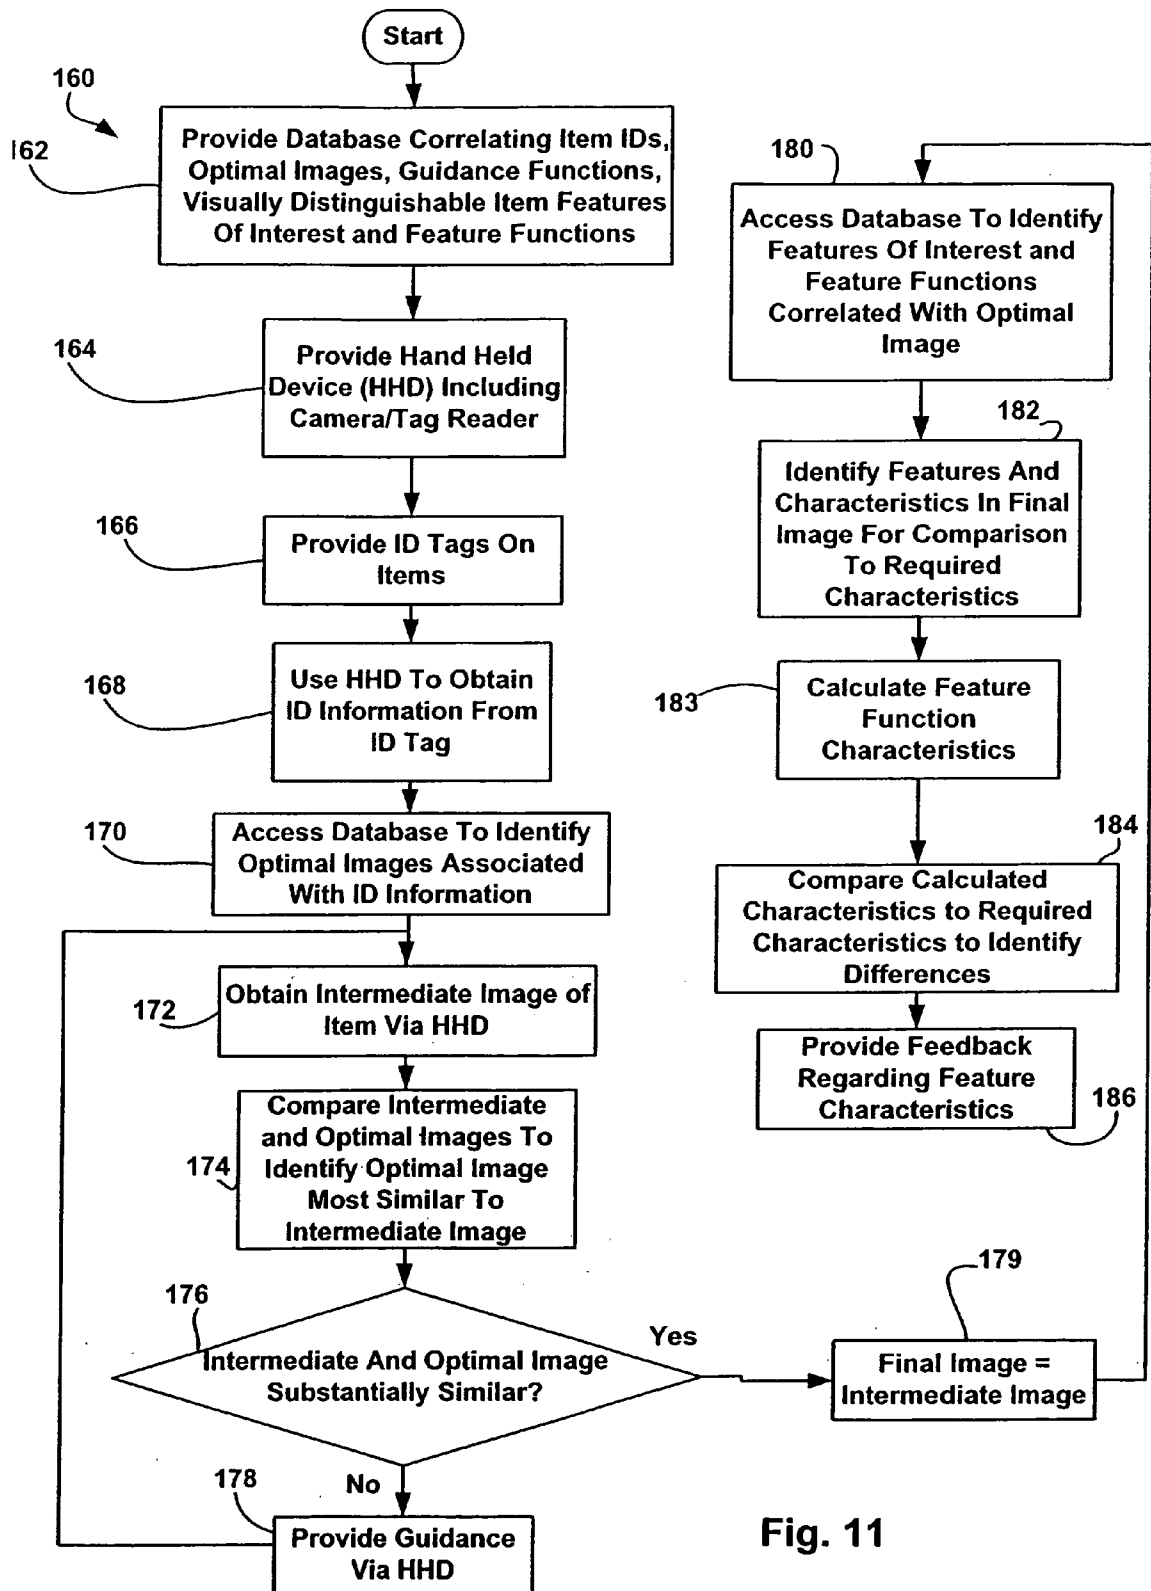 Start
160
162
Provide Database Correlating Item IDs,
Optimal Images, Guidance Functions,
Visually Distinguishable Item Features
Of Interest and Feature Functions
164
Provide Hand Held
Device (HHD) Including
Camera/Tag Reader
166
Provide ID Tags On
Items
168
Use HHD To Obtain
ID Information From
ID Tag
170
Access Database To Identify
Optimal Images Associated
With ID Information
172
Obtain Intermediate Image of
Item Via HHD
174
Compare Intermediate
and Optimal Images To
Identify Optimal Image
Most Similar To
Intermediate Image
176
Intermediate And Optimal Image
Substantially Similar?
Yes
No
178
Provide Guidance
Via HHD
179
Final Image =
Intermediate Image
180
Access Database To Identify
Features Of Interest and
Feature Functions
Correlated With Optimal
Image
182
Identify Features And
Characteristics In Final
Image For Comparison
To Required
Characteristics
183
Calculate Feature
Function
Characteristics
184
Compare Calculated
Characteristics to Required
Characteristics to Identify
Differences
Provide Feedback
Regarding Feature
Characteristics
186
Fig. 11